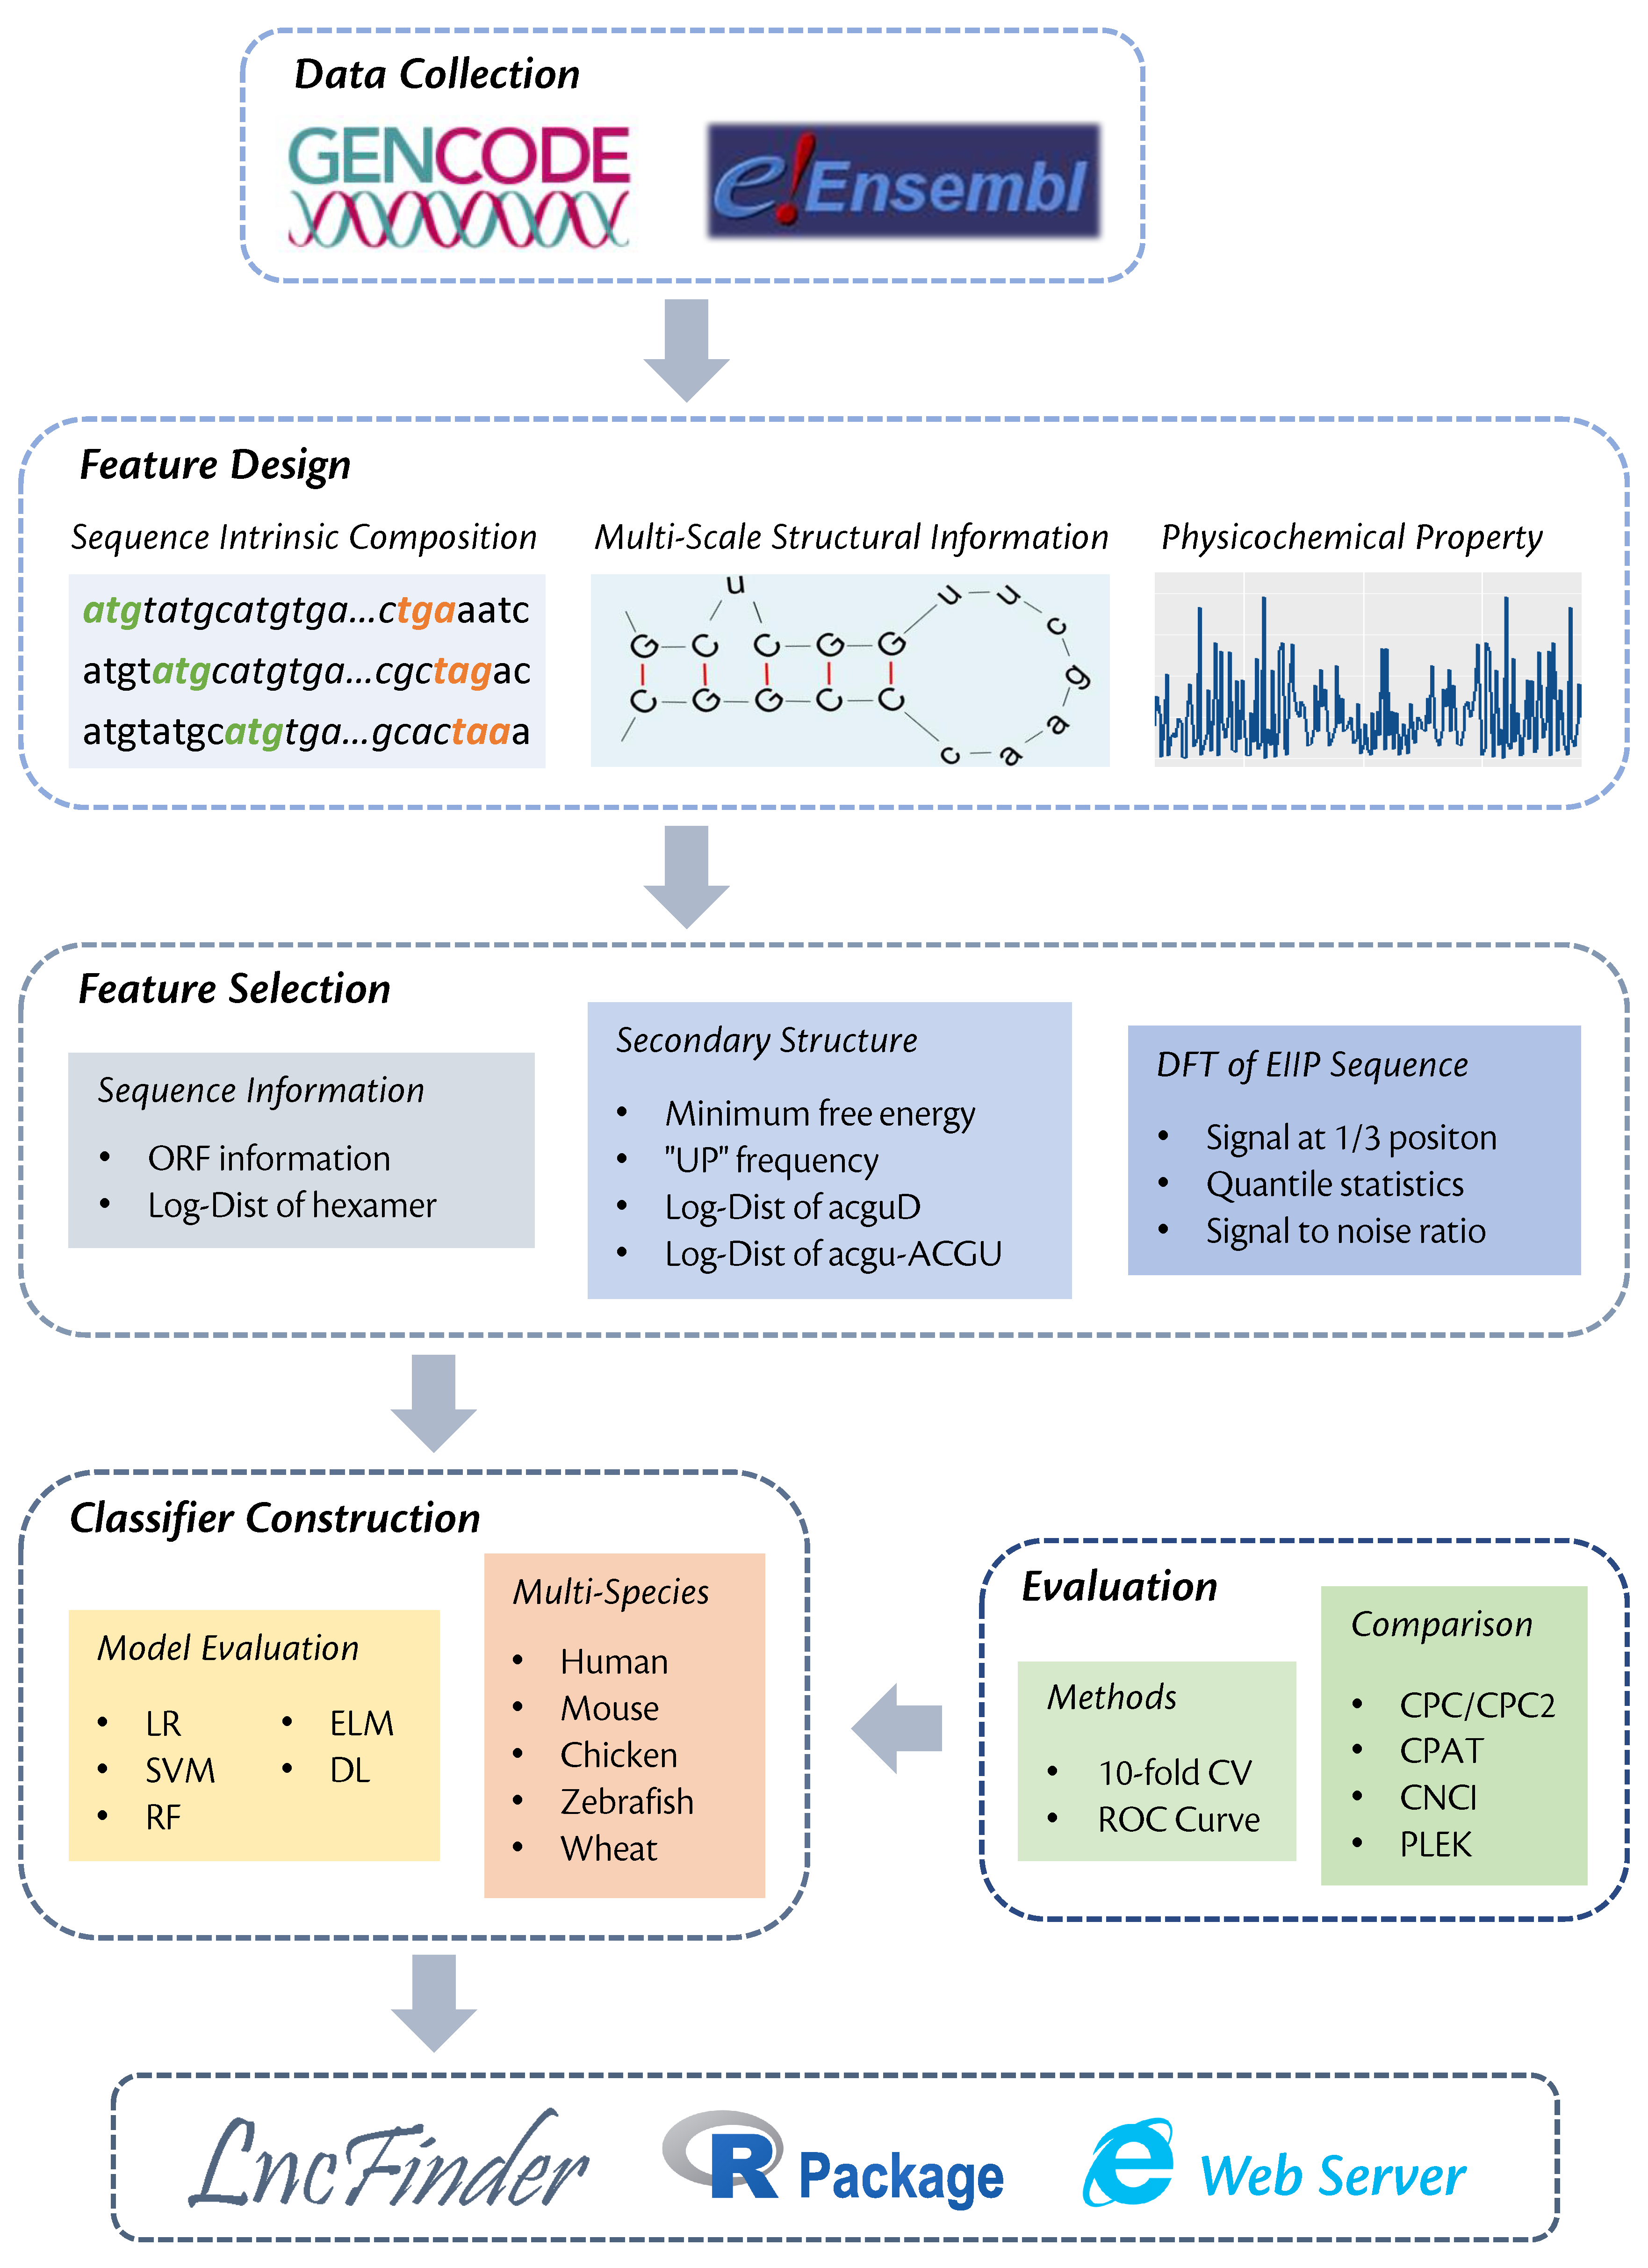 Data Collection
GENCODE
e!Ensembl
Feature Design
Sequence Intrinsic Composition
atgtatgcatgtga...ctgaaatc
atgtatgcatgtga...cgctagac
atgtatgcatgtga...gcactaaa
Multi-Scale Structural Information
u
G C C G G
C G G C C
u u c g a a c
Physicochemical Property
Feature Selection
Sequence Information
• ORF information
• Log-Dist of hexamer
Secondary Structure
• Minimum free energy
• "UP" frequency
• Log-Dist of acguD
• Log-Dist of acgu-ACGU
DFT of EIIP Sequence
• Signal at 1/3 positon
• Quantile statistics
• Signal to noise ratio
Classifier Construction
Model Evaluation
• LR
• SVM
• RF
• ELM
• DL
Multi-Species
• Human
• Mouse
• Chicken
• Zebrafish
• Wheat
Evaluation
Methods
• 10-fold CV
• ROC Curve
Comparison
• CPC/CPC2
• CPAT
• CNCI
• PLEK
LncFinder
R Package
e Web Server